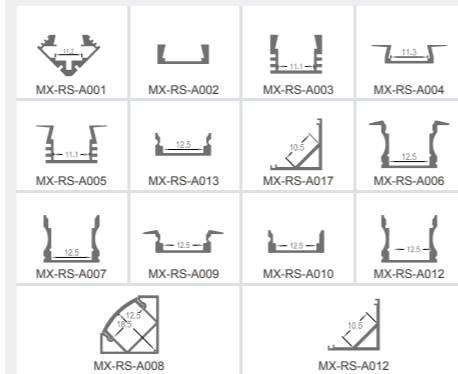 11.2
MX-RS-A001
MX-RS-A002
11.1
MX-RS-A003
11.3
MX-RS-A004
11.1
MX-RS-A005
12.5
MX-RS-A013
10.5
MX-RS-A017
12.5
MX-RS-A006
12.5
MX-RS-A007
12.5
MX-RS-A009
12.5
MX-RS-A010
12.5
MX-RS-A012
12.5
18.5
MX-RS-A008
10.5
MX-RS-A012